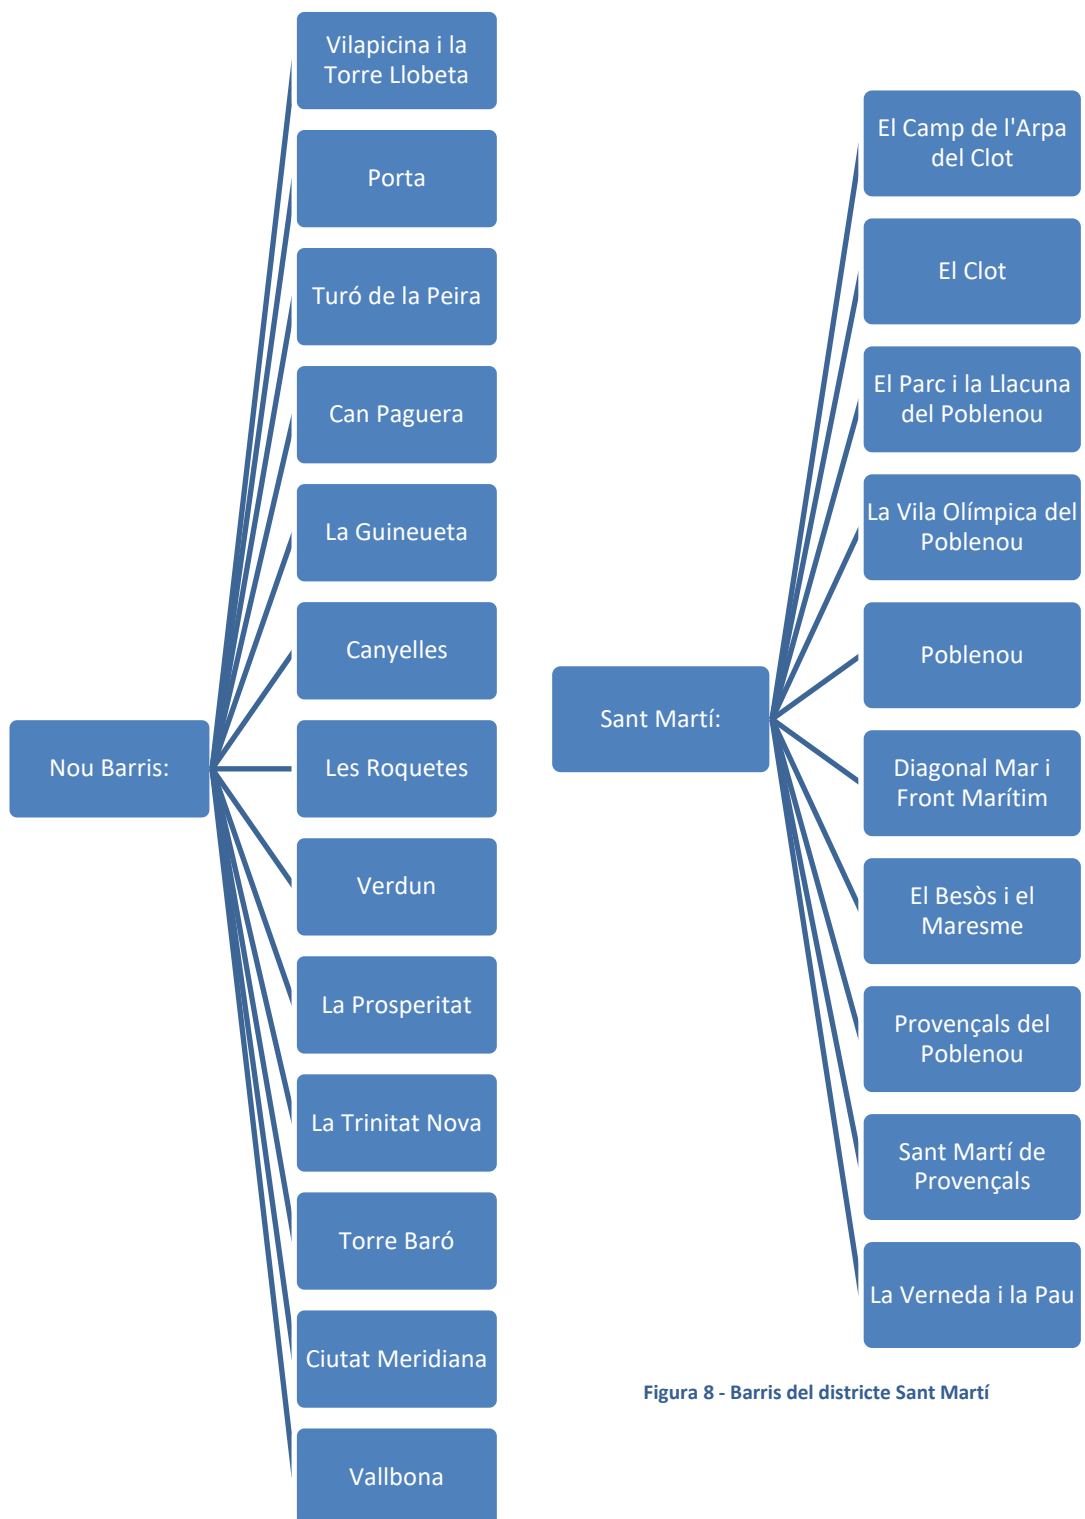 Nou Barris:
Vilapicina i la
Torre Llobeta
Porta
Turó de la Peira
Can Paguera
La Guineueta
Canyelles
Les Roquetes
Verdun
La Prosperitat
La Trinitat Nova
Torre Baró
Ciutat Meridiana
Vallbona
Sant Martí:
El Camp de l'Arpa
del Clot
El Clot
El Parc i la Llacuna
del Poblenou
La Vila Olímpica del
Poblenou
Poblenou
Diagonal Mar i
Front Marítim
El Besòs i el
Maresme
Provençals del
Poblenou
Sant Martí de
Provençals
La Verneda i la Pau
Figura 8 - Barris del districte Sant Martí